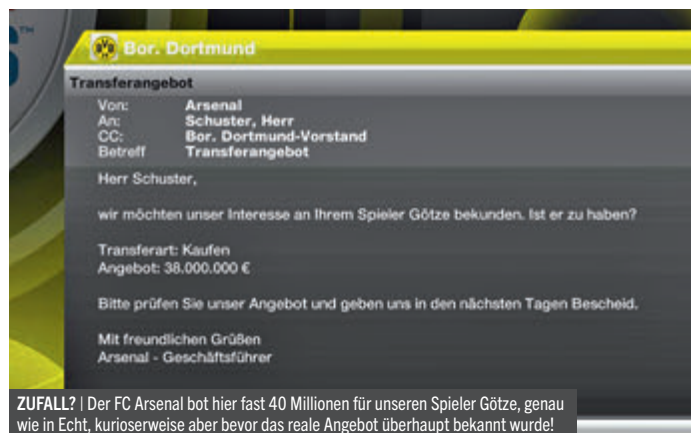 Bor. Dortmund
Transferangebot
Von: Arsenal
An: Schuster, Herr
CC: Bor. Dortmund-Vorstand
Betreff Transferangebot
Herr Schuster,
wir möchten unser Interesse an Ihrem Spieler Götze bekunden. Ist er zu haben?
Transferart: Kaufen
Angebot: 38.000.000 €
Bitte prüfen Sie unser Angebot und geben uns in den nächsten Tagen Bescheid.
Mit freundlichen Grüßen
Arsenal - Geschäftsführer
ZUFALL? | Der FC Arsenal bot hier fast 40 Millionen für unseren Spieler Götze, genau
wie in Echt, kurioserweise aber bevor das reale Angebot überhaupt bekannt wurde!